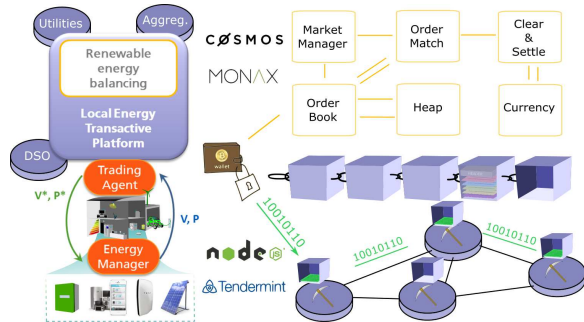 Utilities
Aggreg.
Renewable
energy
balancing
Local Energy
Transactive
Platform
DSO
Trading
Agent
V*, P*
V, P
Energy
Manager
COSMOS
MONAX
Market
Manager
Order
Match
Clear
&
Settle
Order
Book
Heap
Currency
wallet
10010110
10010110
10010110
node
JS
Tendermint